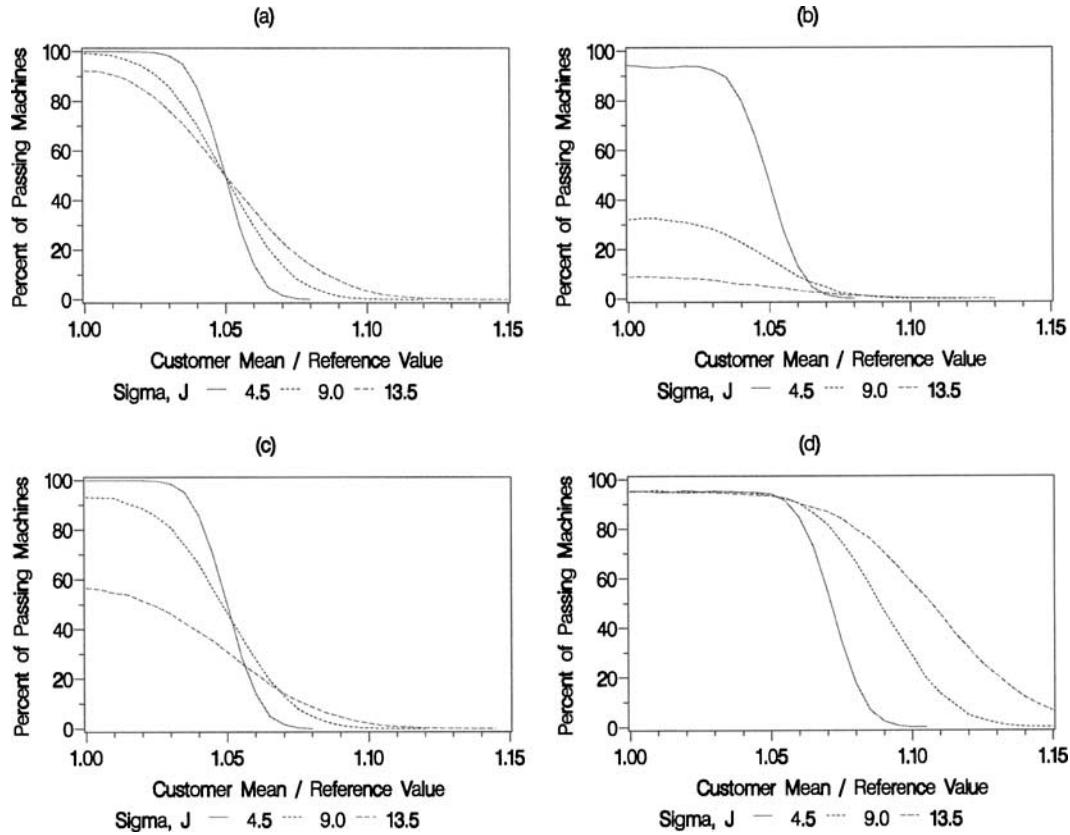 (a)
Percent of Passing Machines
100
80
60
40
20
0
1.00 1.05 1.10 1.15
Customer Mean / Reference Value
Sigma, J 4.5 9.0 13.5
(b)
Percent of Passing Machines
100
80
60
40
20
0
1.00 1.05 1.10 1.15
Customer Mean / Reference Value
Sigma, J 4.5 9.0 13.5
(c)
Percent of Passing Machines
100
80
60
40
20
0
1.00 1.05 1.10 1.15
Customer Mean / Reference Value
Sigma, J 4.5 9.0 13.5
(d)
Percent of Passing Machines
100
80
60
40
20
0
1.00 1.05 1.10 1.15
Customer Mean / Reference Value
Sigma, J 4.5 9.0 13.5